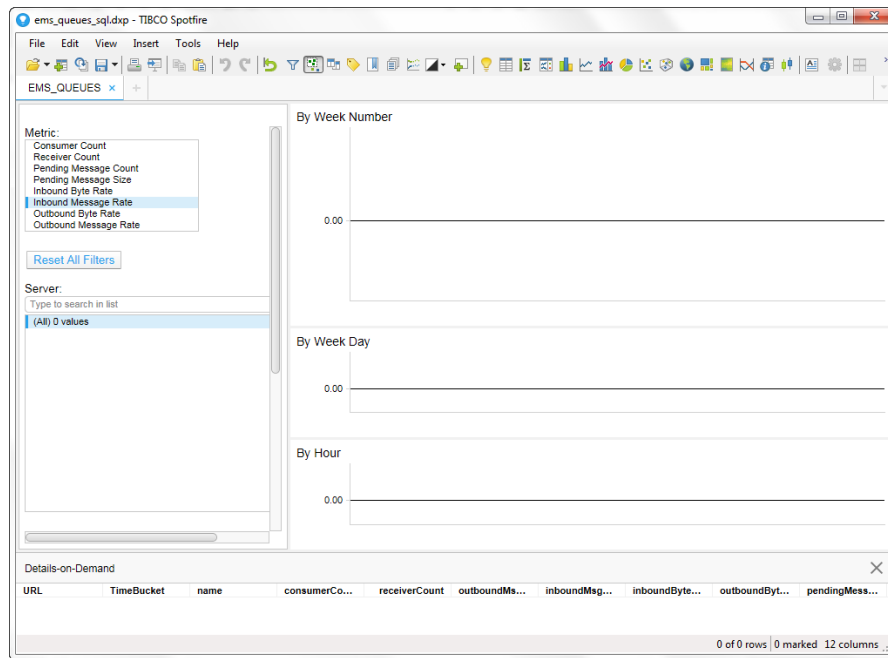 ems_queues_sql.dxp - TIBCO Spotfire
File Edit View Insert Tools Help
EMS_QUEUES
Metric:
Consumer Count
Receiver Count
Pending Message Count
Pending Message Size
Inbound Byte Rate
Inbound Message Rate
Outbound Byte Rate
Outbound Message Rate
Reset All Filters
Server:
Type to search in list
(All) 0 values
By Week Number
0.00
By Week Day
0.00
By Hour
0.00
Details-on-Demand
URL TimeBucket name consumerCo... receiverCount outboundMs... inboundMsg... inboundByte... outboundByt... pendingMess...
0 of 0 rows 0 marked 12 columns